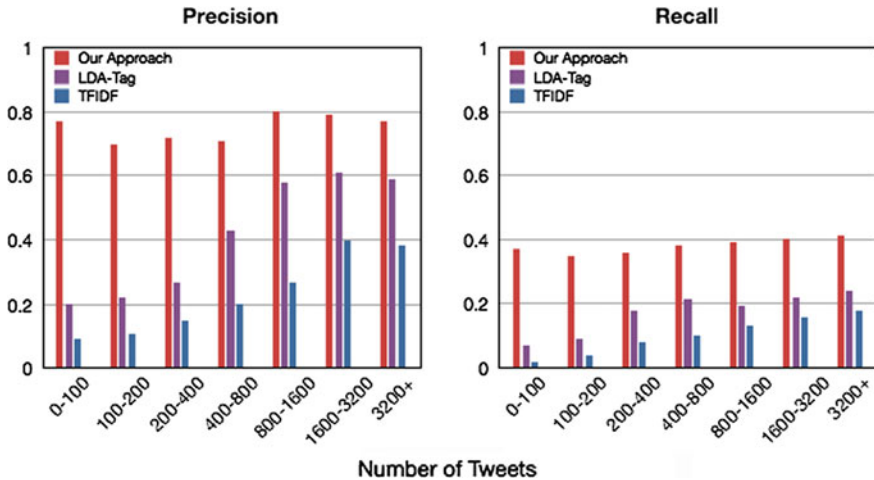 Precision
1
0.8
0.6
0.4
0.2
0
Our Approach
LDA-Tag
TFIDF
0-100
100-200
200-400
400-800
800-1600
1600-3200
3200+
Recall
1
0.8
0.6
0.4
0.2
0
Our Approach
LDA-Tag
TFIDF
0-100
100-200
200-400
400-800
800-1600
1600-3200
3200+
Number of Tweets